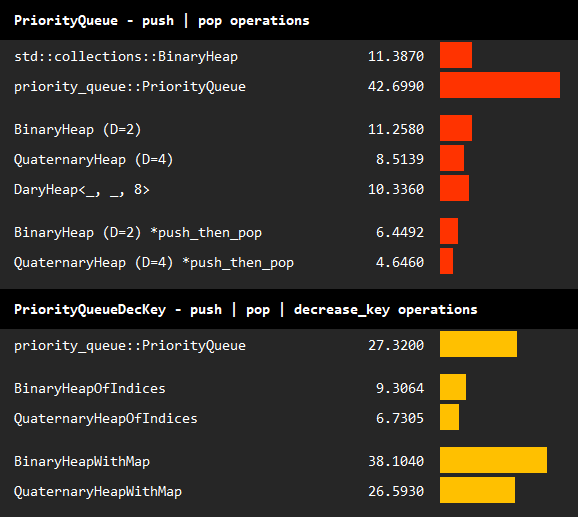 PriorityQueue - push | pop operations
std::collections::BinaryHeap 11.3870
priority_queue::PriorityQueue 42.6990
BinaryHeap (D=2) 11.2580
QuaternaryHeap (D=4) 8.5139
DaryHeap<_, _, 8> 10.3360
BinaryHeap (D=2) *push_then_pop 6.4492
QuaternaryHeap (D=4) *push_then_pop 4.6460
PriorityQueueDecKey - push | pop | decrease_key operations
priority_queue::PriorityQueue 27.3200
BinaryHeapOfIndices 9.3064
QuaternaryHeapOfIndices 6.7305
BinaryHeapWithMap 38.1040
QuaternaryHeapWithMap 26.5930